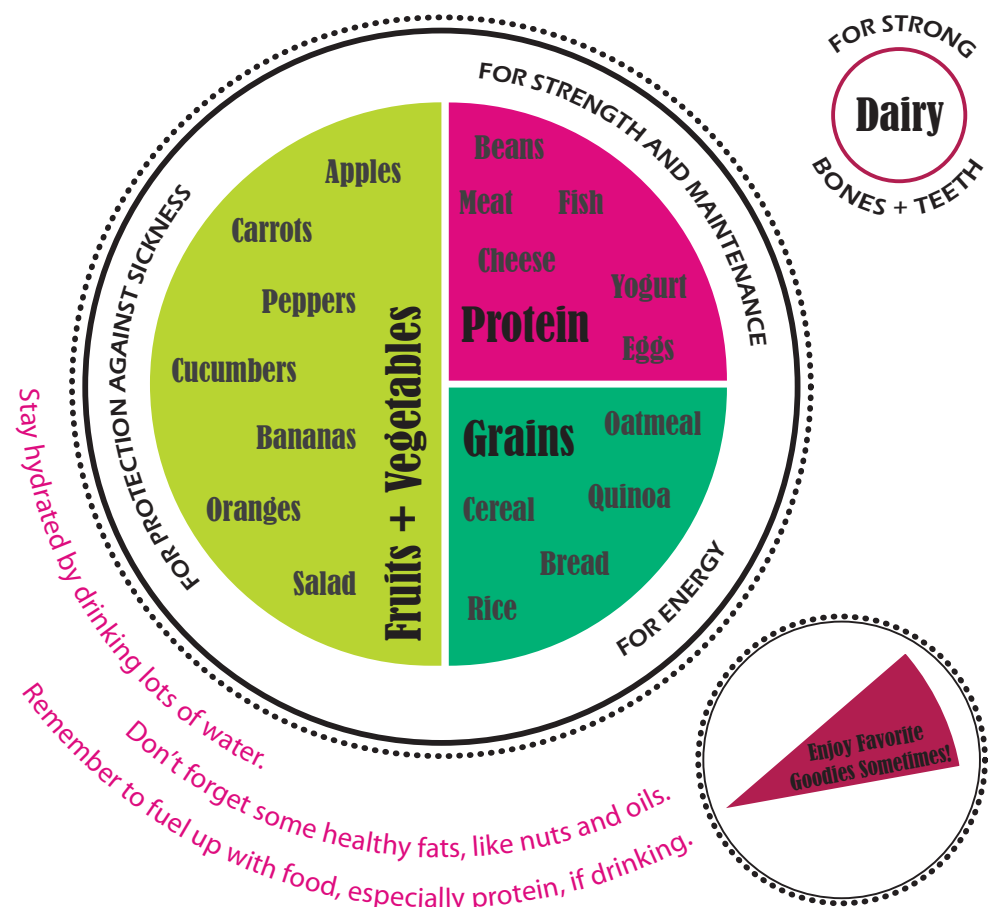 FOR STRENGTH AND MAINTENANCE
FOR STRONG
Dairy
BONES + TEETH
FOR PROTECTION AGAINST SICKNESS
Apples
Carrots
Peppers
Cucumbers
Bananas
Oranges
Salad
Fruits + Vegetables
Beans
Meat
Fish
Cheese
Yogurt
Protein
Eggs
Grains
Oatmeal
Cereal
Quinoa
Bread
Rice
FOR ENERGY
Stay hydrated by drinking lots of water.
Don't forget some healthy fats, like nuts and oils.
Remember to fuel up with food, especially protein, if drinking.
Enjoy Favorite
Goodies Sometimes!